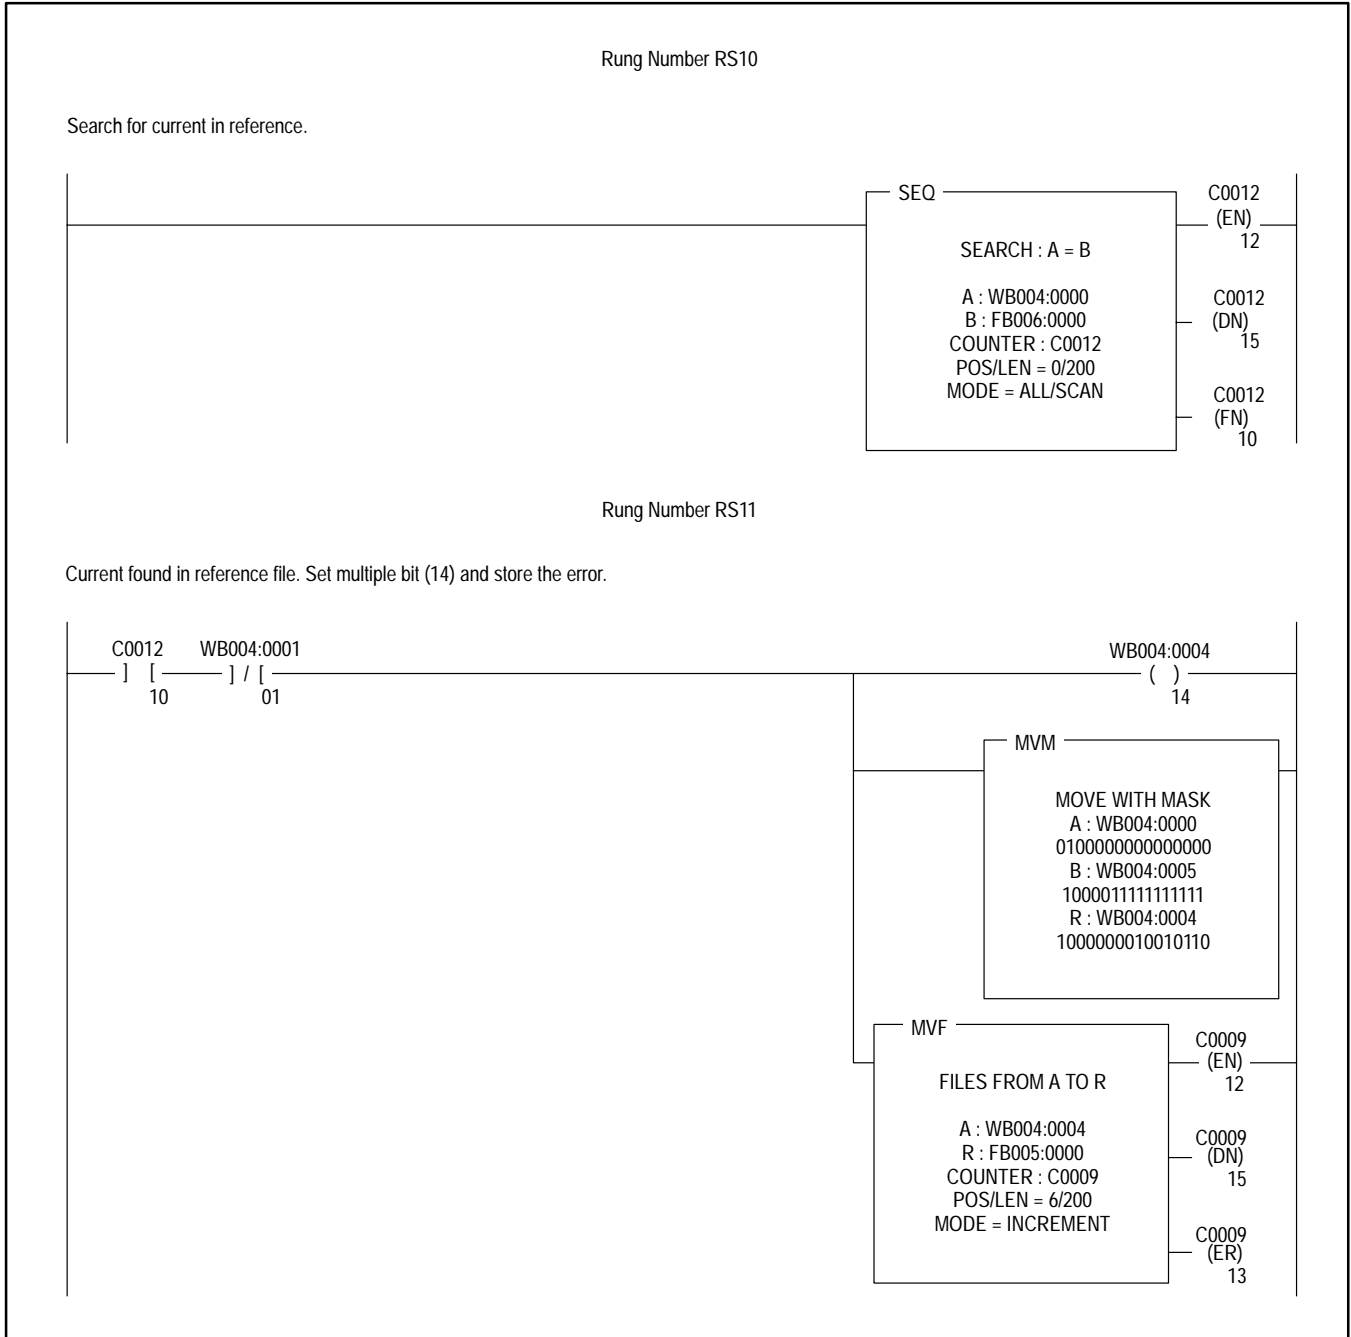 Rung Number RS10
Search for current in reference.
SEQ
C0012
(EN)
12
SEARCH : A = B
A : WB004:0000
B : FB006:0000
COUNTER : C0012
POS/LEN = 0/200
MODE = ALL/SCAN
C0012
(DN)
15
C0012
(FN)
10
Rung Number RS11
Current found in reference file. Set multiple bit (14) and store the error.
C0012 WB004:0001 WB004:0004
] [ ] / [ ( )
10 01 14
MVM
MOVE WITH MASK
A : WB004:0000
0100000000000000
B : WB004:0005
1000011111111111
R : WB004:0004
1000000010010110
MVF
C0009
(EN)
12
FILES FROM A TO R
A : WB004:0004
R : FB005:0000
COUNTER : C0009
POS/LEN = 6/200
MODE = INCREMENT
C0009
(DN)
15
C0009
(ER)
13